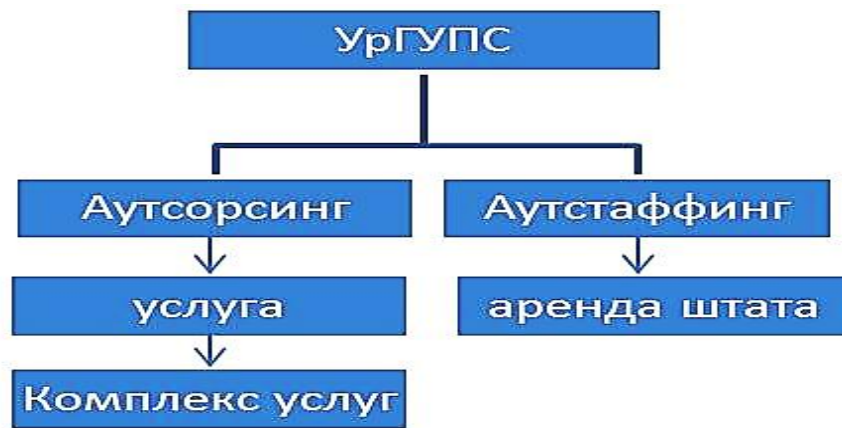 УрГУПС
Аутсорсинг
Аутстаффинг
услуга
аренда штата
Комплекс услуг